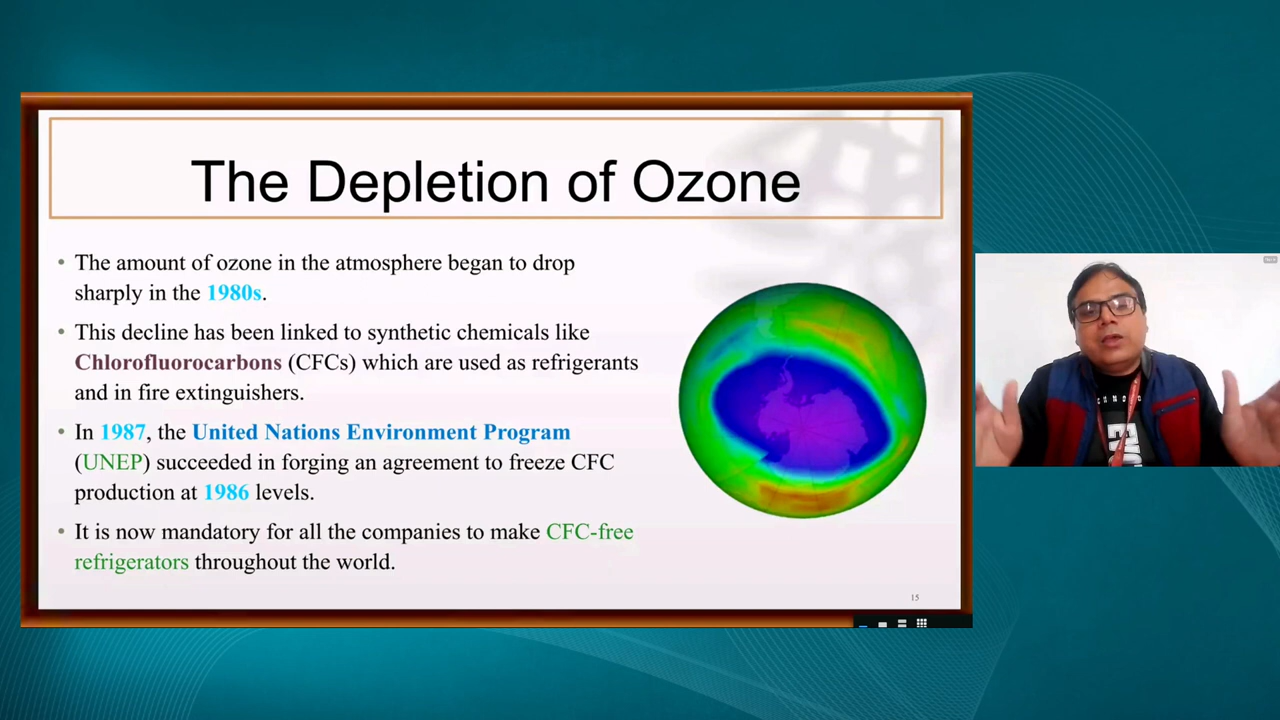 The Depletion of Ozone
• The amount of ozone in the atmosphere began to drop
sharply in the 1980s.
• This decline has been linked to synthetic chemicals like
Chlorofluorocarbons (CFCs) which are used as refrigerants
and in fire extinguishers.
• In 1987, the United Nations Environment Program
(UNEP) succeeded in forging an agreement to freeze CFC
production at 1986 levels.
• It is now mandatory for all the companies to make CFC-free
refrigerators throughout the world.
15